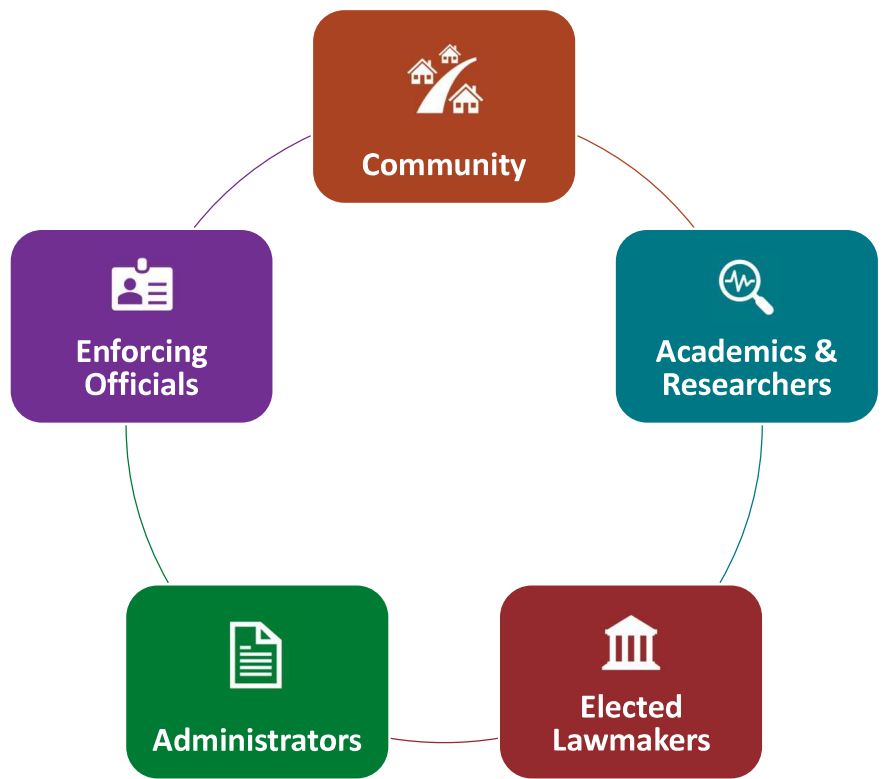 Community
Enforcing
Officials
Academics &
Researchers
Administrators
Elected
Lawmakers